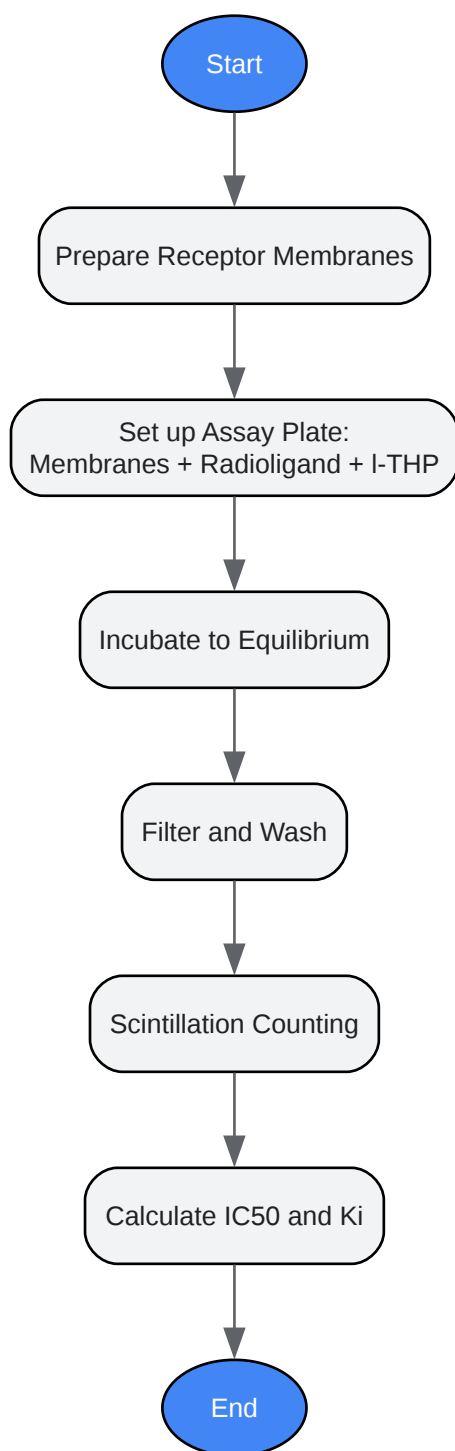 Start
Prepare Receptor Membranes
Set up Assay Plate:
Membranes + Radioligand + l-THP
Incubate to Equilibrium
Filter and Wash
Scintillation Counting
Calculate IC50 and Ki
End